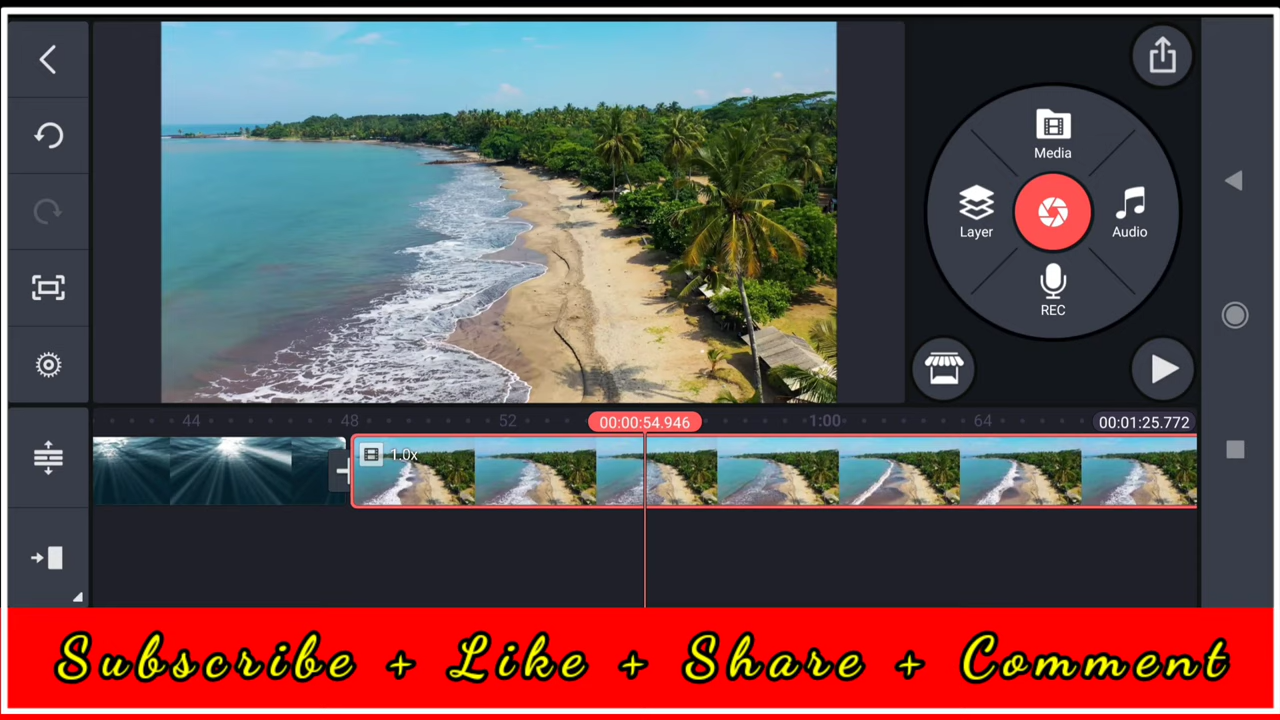 Media
Layer
Audio
REC
44 48 52 00:00:54.946 1:00 64 00:01:25.772
1.0x
Subscribe + Like + Share + Comment